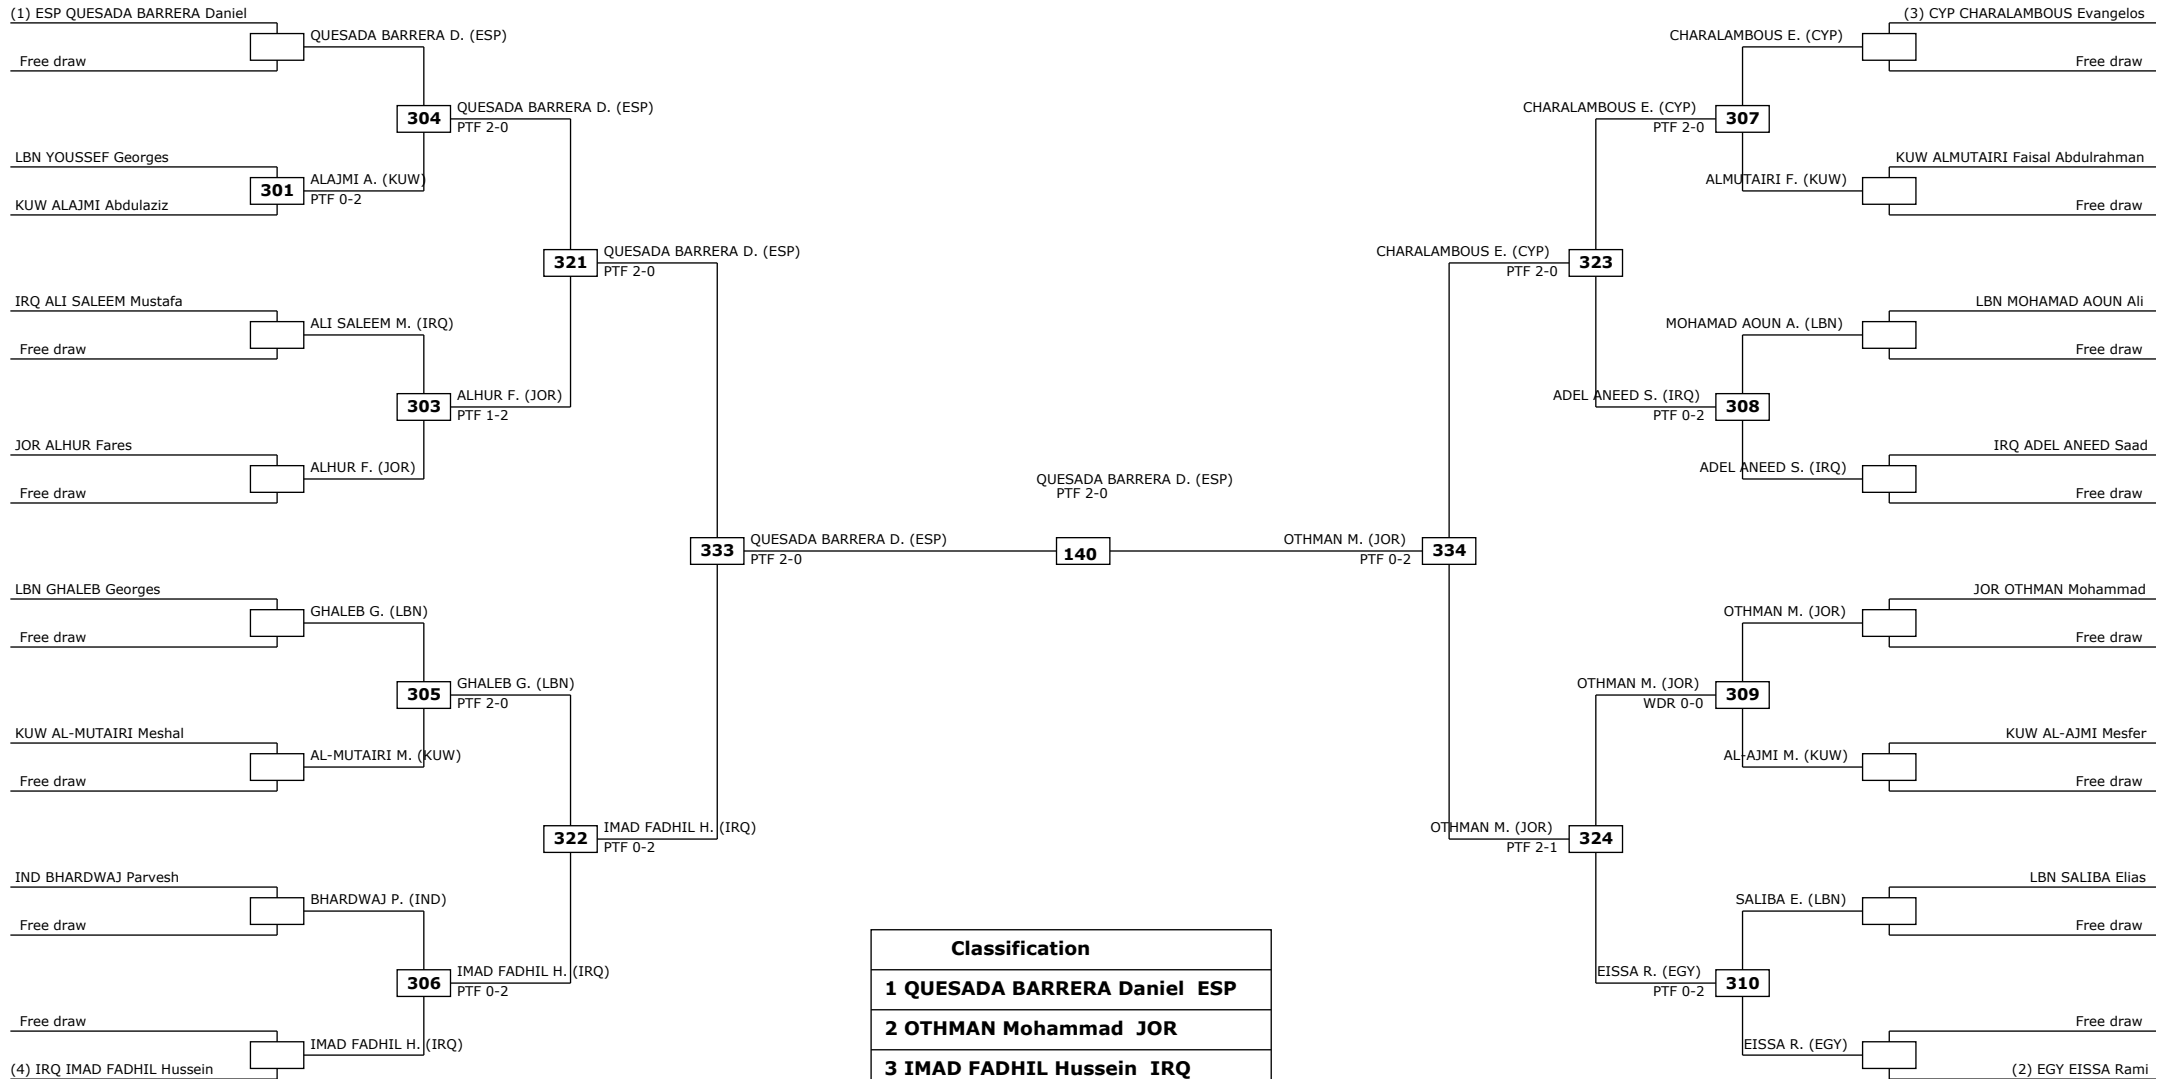 (1) ESP QUESADA BARRERA Daniel
QUESADA BARRERA D. (ESP)
Free draw
304
QUESADA BARRERA D. (ESP)
PTF 2-0
LBN YOUSSEF Georges
301
ALAJMI A. (KUW)
PTF 0-2
KUW ALAJMI Abdulaziz
321
QUESADA BARRERA D. (ESP)
PTF 2-0
IRQ ALI SALEEM Mustafa
ALI SALEEM M. (IRQ)
Free draw
303
ALHUR F. (JOR)
PTF 1-2
JOR ALHUR Fares
ALHUR F. (JOR)
Free draw
333
QUESADA BARRERA D. (ESP)
PTF 2-0
LBN GHALEB Georges
GHALEB G. (LBN)
Free draw
305
GHALEB G. (LBN)
PTF 2-0
KUW AL-MUTAIRI Meshal
AL-MUTAIRI M. (KUW)
Free draw
322
IMAD FADHIL H. (IRQ)
PTF 0-2
IND BHARDWAJ Parvesh
BHARDWAJ P. (IND)
Free draw
306
IMAD FADHIL H. (IRQ)
PTF 0-2
Free draw
IMAD FADHIL H. (IRQ)
(4) IRQ IMAD FADHIL Hussein
QUESADA BARRERA D. (ESP)
PTF 2-0
140
Classification
1 QUESADA BARRERA Daniel ESP
2 OTHMAN Mohammad JOR
3 IMAD FADHIL Hussein IRQ
(3) CYP CHARALAMBOUS Evangelos
CHARALAMBOUS E. (CYP)
Free draw
CHARALAMBOUS E. (CYP)
PTF 2-0
307
KUW ALMUTAIRI Faisal Abdulrahman
ALMUTAIRI F. (KUW)
Free draw
CHARALAMBOUS E. (CYP)
PTF 2-0
323
LBN MOHAMAD AOUN Ali
MOHAMAD AOUN A. (LBN)
Free draw
ADEL ANEED S. (IRQ)
PTF 0-2
308
IRQ ADEL ANEED Saad
ADEL ANEED S. (IRQ)
Free draw
OTHMAN M. (JOR)
PTF 0-2
334
JOR OTHMAN Mohammad
OTHMAN M. (JOR)
Free draw
OTHMAN M. (JOR)
WDR 0-0
309
KUW AL-AJMI Mesfer
AL-AJMI M. (KUW)
Free draw
OTHMAN M. (JOR)
PTF 2-1
324
LBN SALIBA Elias
SALIBA E. (LBN)
Free draw
EISSA R. (EGY)
PTF 0-2
310
Free draw
EISSA R. (EGY)
(2) EGY EISSA Rami